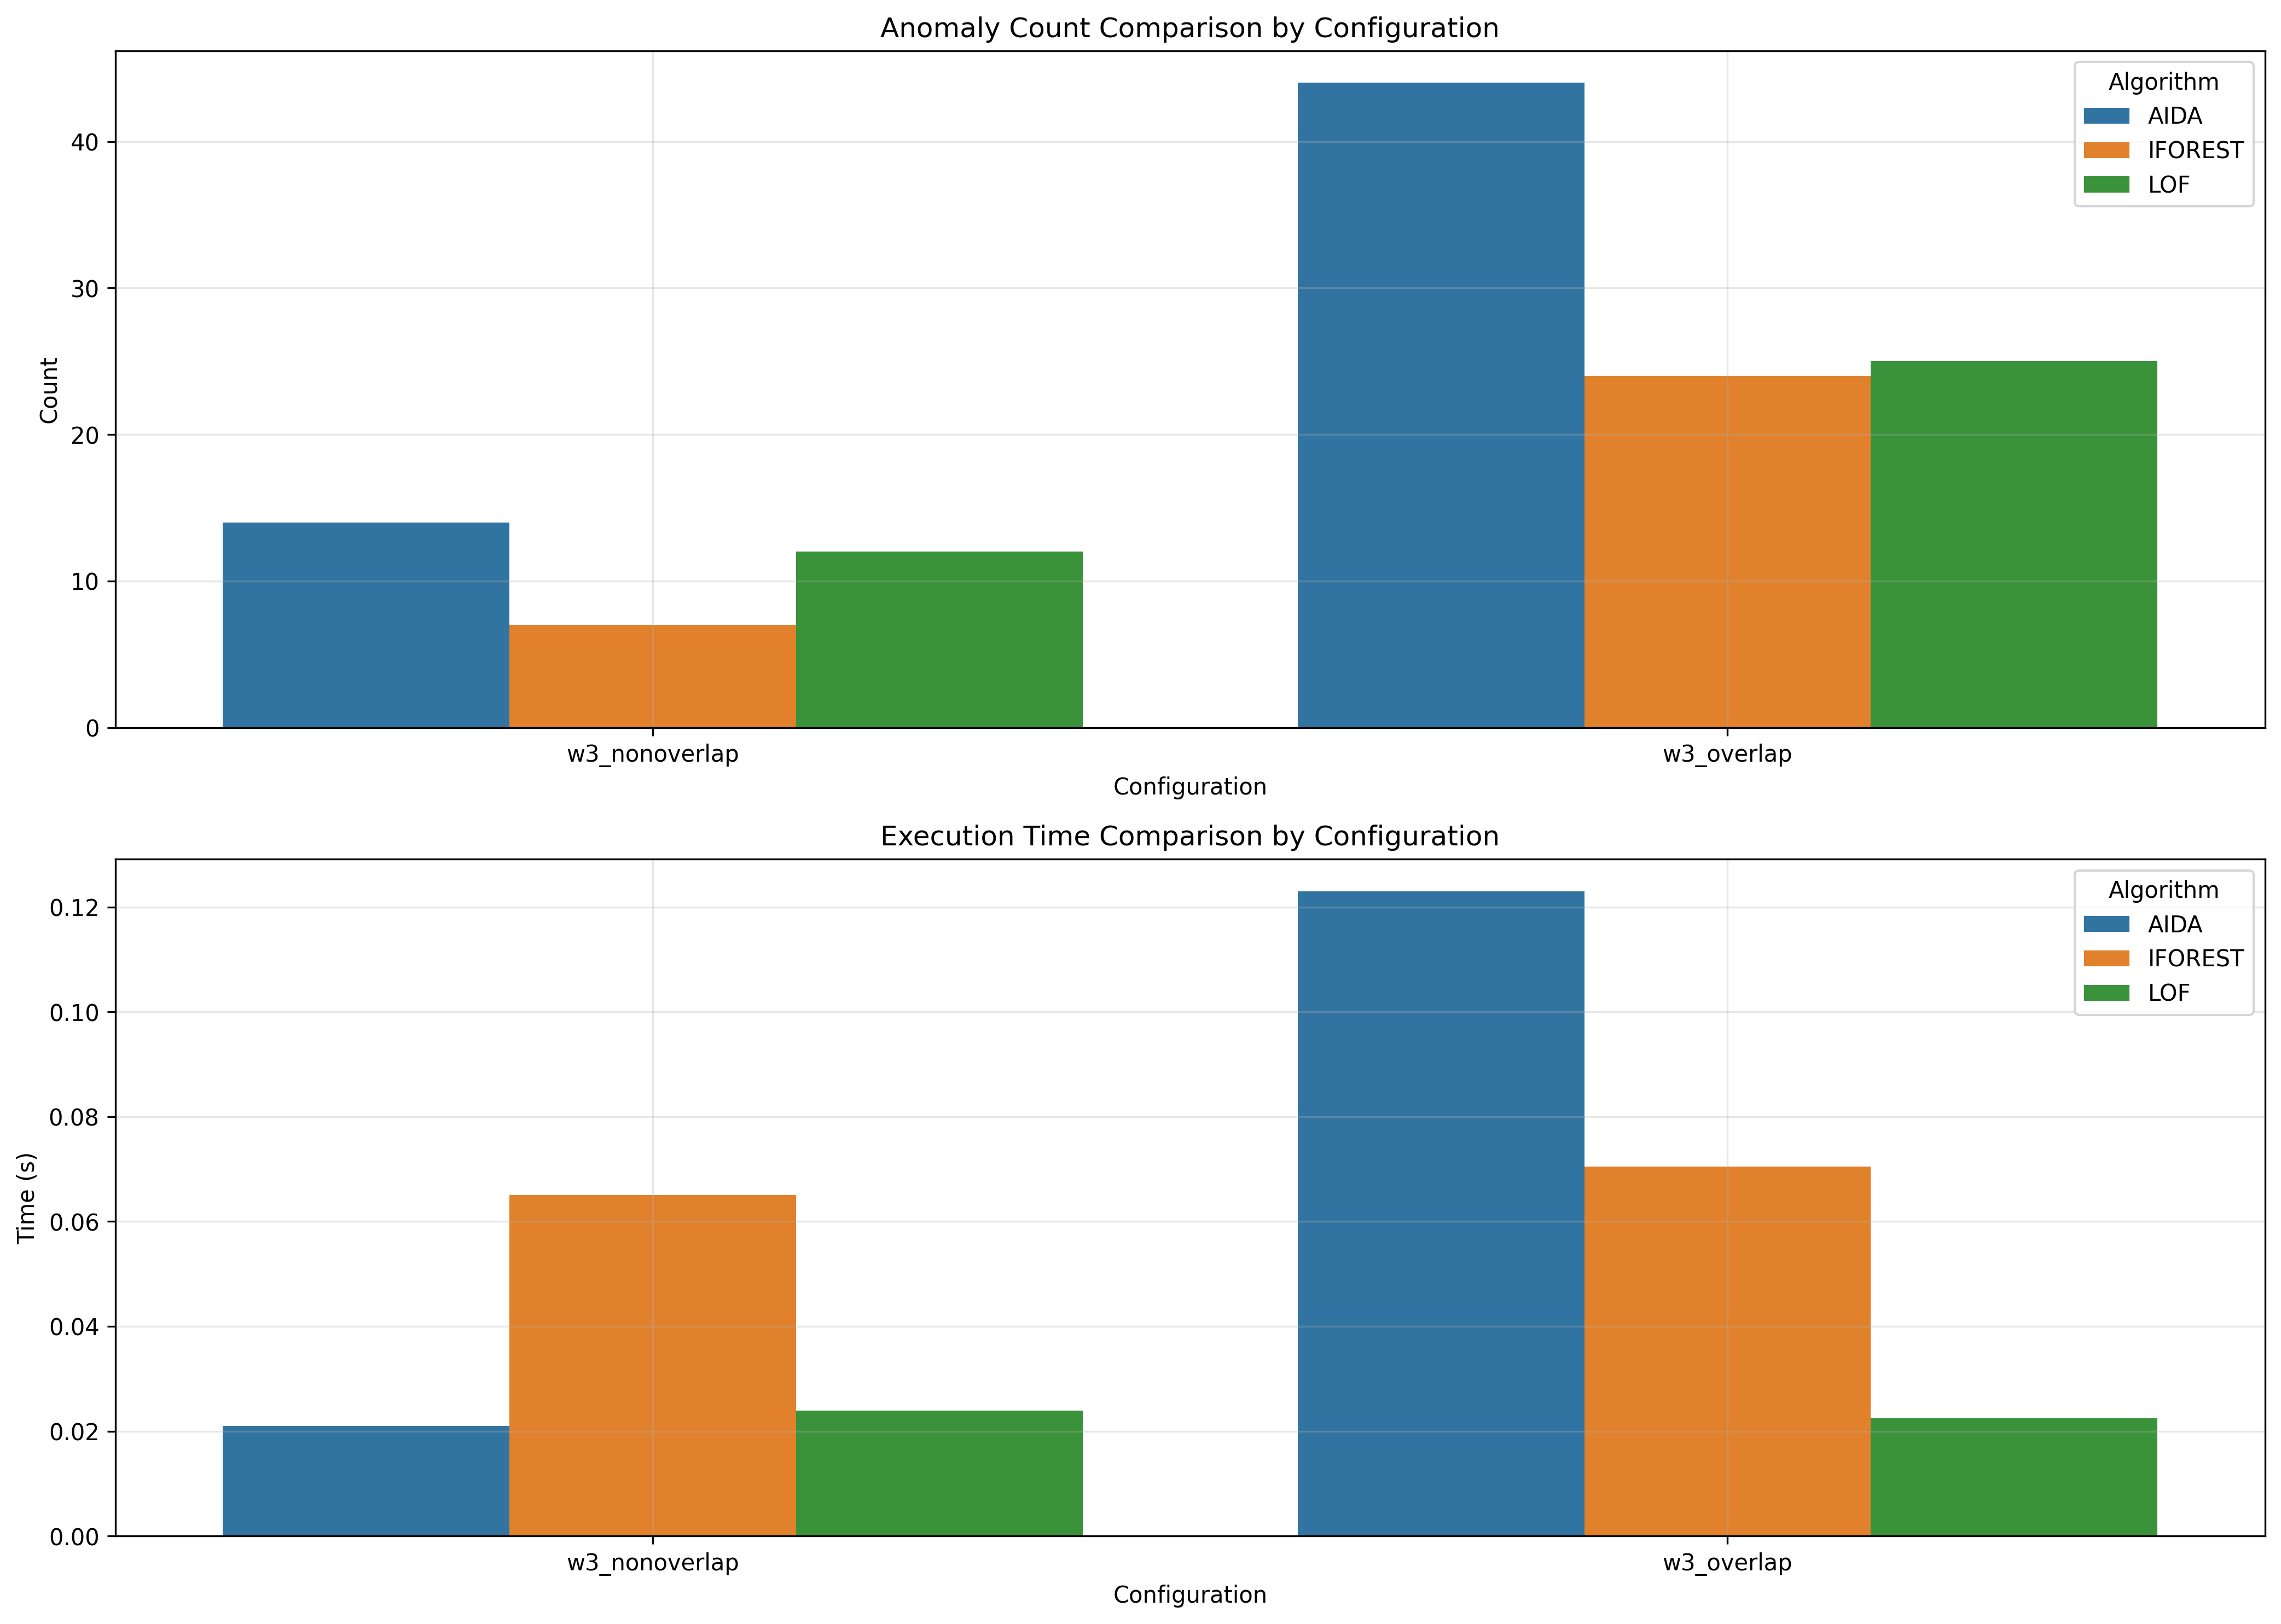 Anomaly Count Comparison by Configuration
Algorithm
AIDA
IFOREST
LOF
Count
40
30
20
10
0
w3_nonoverlap
w3_overlap
Configuration
Execution Time Comparison by Configuration
Algorithm
AIDA
IFOREST
LOF
Time (s)
0.12
0.10
0.08
0.06
0.04
0.02
0.00
w3_nonoverlap
w3_overlap
Configuration